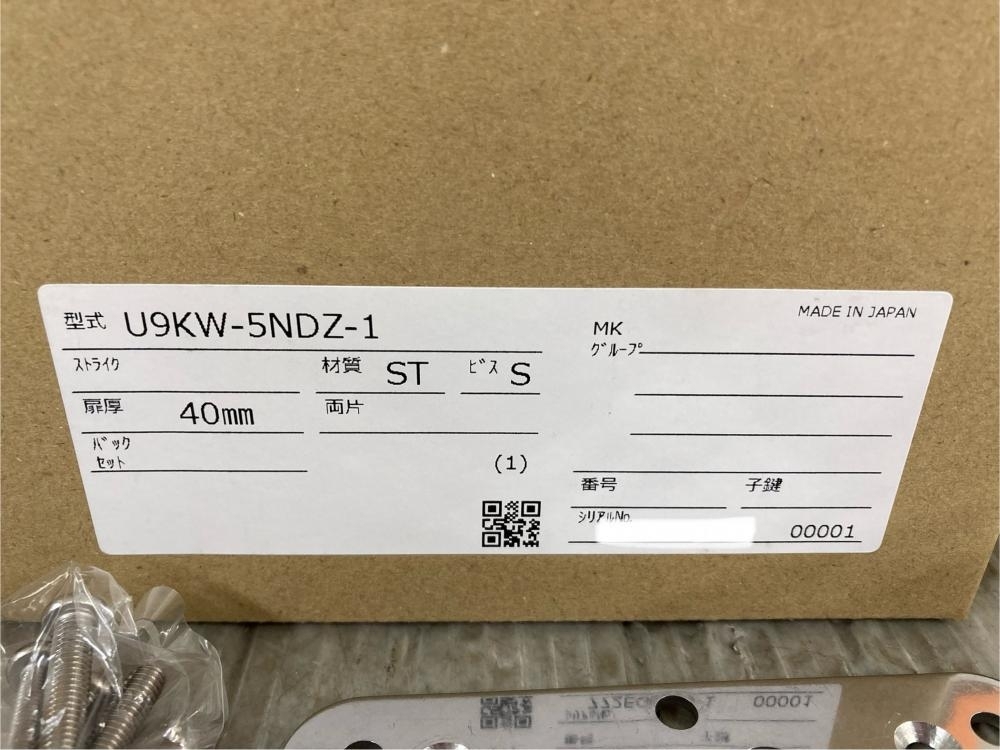 型式 U9KW-5NDZ-1
MADE IN JAPAN
MK
ｸﾞﾙｰﾌﾟ
ｽﾄﾗｲｸ
材質 ST
ﾋﾞｽ S
扉厚 40mm
両片
ﾊﾞｯｸ
ｾｯﾄ
(1)
番号
子鍵
ｼﾘｱﾙNo.
00001
00001